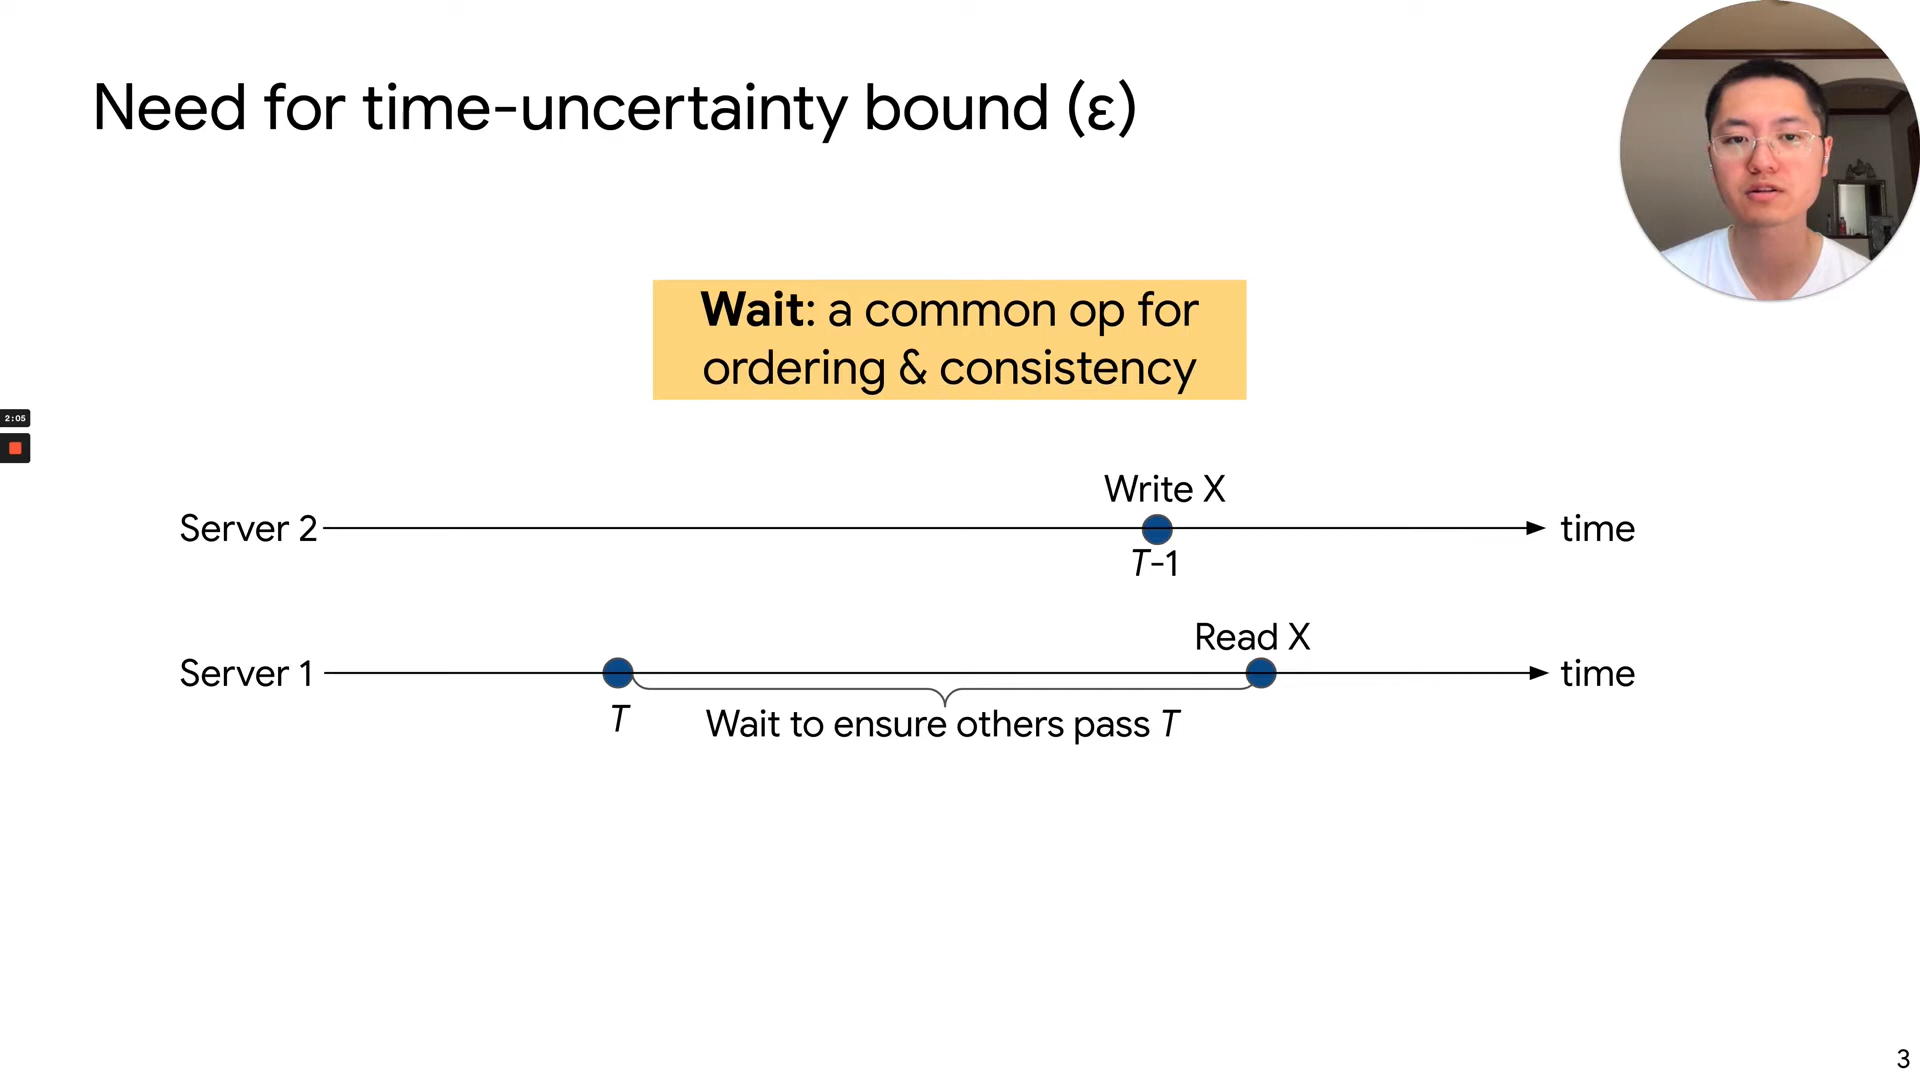 Need for time-uncertainty bound (ε)
Wait: a common op for
ordering & consistency
2:05
Write X
Server 2
time
T-1
Read X
Server 1
time
T
Wait to ensure others pass T
3